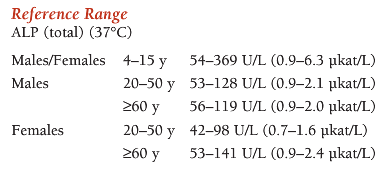 Reference Range
ALP (total) (37°C)
Males/Females 4–15 y 54–369 U/L (0.9–6.3 μkat/L)
Males 20–50 y 53–128 U/L (0.9–2.1 μkat/L)
≥60 y 56–119 U/L (0.9–2.0 μkat/L)
Females 20–50 y 42–98 U/L (0.7–1.6 μkat/L)
≥60 y 53–141 U/L (0.9–2.4 μkat/L)